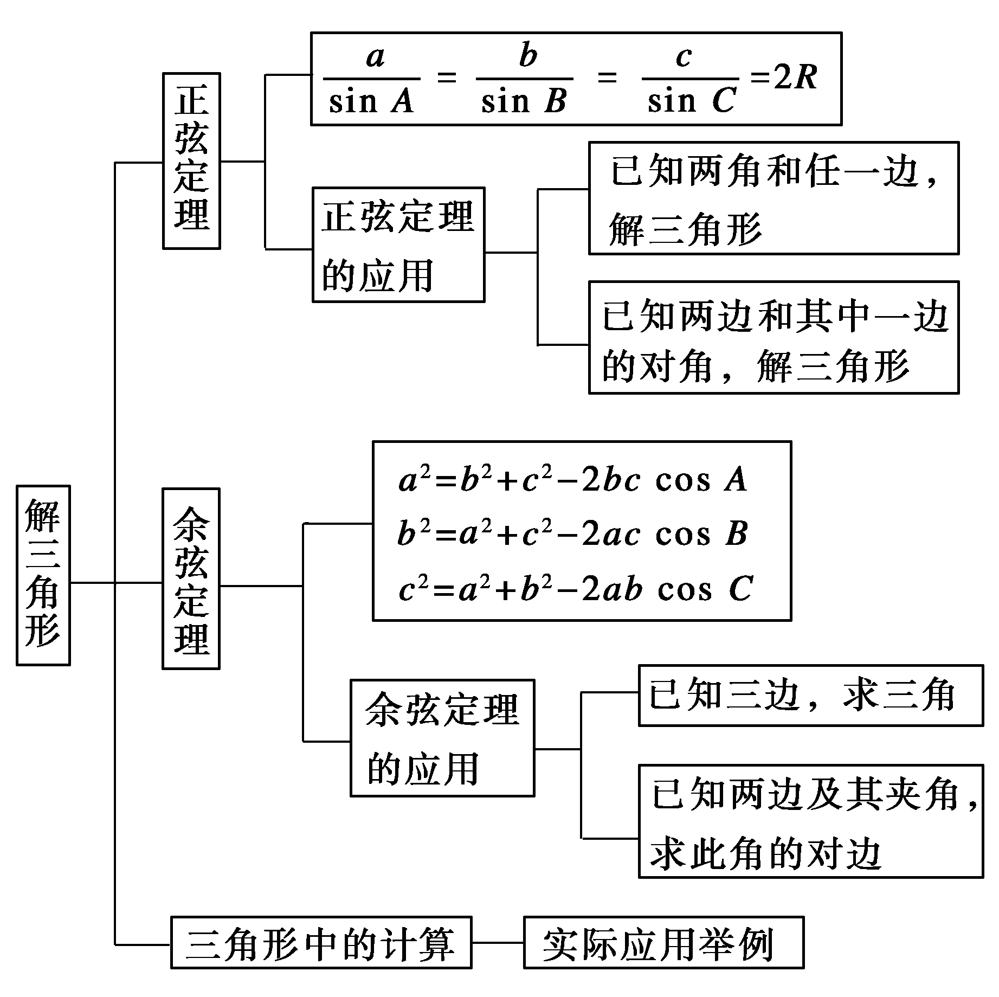 解三角形
正弦定理
a/sin A = b/sin B = c/sin C =2R
正弦定理
的应用
已知两角和任一边，
解三角形
已知两边和其中一边
的对角，解三角形
余弦定理
a²=b²+c²-2bc cos A
b²=a²+c²-2ac cos B
c²=a²+b²-2ab cos C
余弦定理
的应用
已知三边，求三角
已知两边及其夹角，
求此角的对边
三角形中的计算
实际应用举例